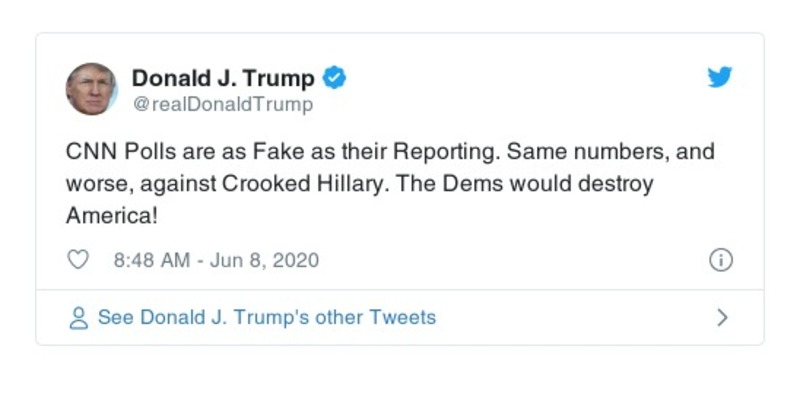 Donald J. Trump
@realDonaldTrump
CNN Polls are as Fake as their Reporting. Same numbers, and
worse, against Crooked Hillary. The Dems would destroy
America!
8:48 AM - Jun 8, 2020
See Donald J. Trump's other Tweets